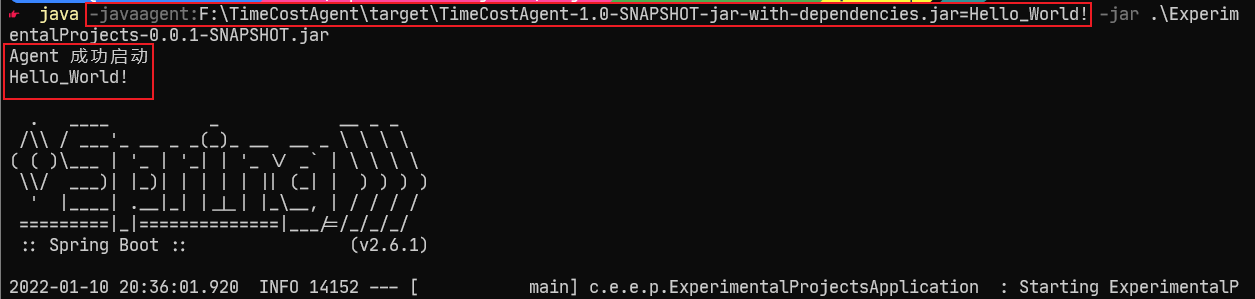 java -javaagent:F:\TimeCostAgent\target\TimeCostAgent-1.0-SNAPSHOT-jar-with-dependencies.jar=Hello_World! -jar .\Experim
entalProjects-0.0.1-SNAPSHOT.jar
Agent 成功启动
Hello_World!
  .   ____          _            __ _ _
 /\\ / ___'_ __ _ _(_)_ __  __ _ \ \ \ \
( ( )\___ | '_ | '_| | '_ \/ _` | \ \ \ \
 \\/  ___)| |_)| | | | | || (_| |  ) ) ) )
  '  |____| .__|_| |_|_| |_\__, | / / / /
 =========|_|==============|___/=/_/_/_/
 :: Spring Boot ::                (v2.6.1)
2022-01-10 20:36:01.920  INFO 14152 --- [           main] c.e.e.p.ExperimentalProjectsApplication  : Starting ExperimentalP